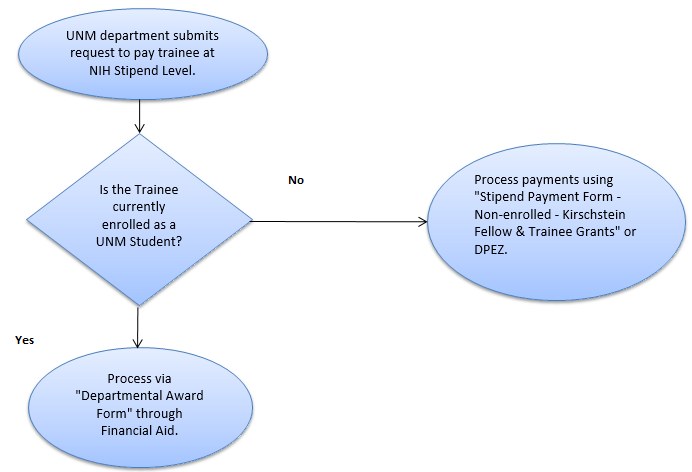 UNM department submits
request to pay trainee at
NIH Stipend Level.
Is the Trainee
currently
enrolled as a
UNM Student?
No
Process payments using
"Stipend Payment Form -
Non-enrolled - Kirschstein
Fellow & Trainee Grants" or
DPEZ.
Yes
Process via
"Departmental Award
Form" through
Financial Aid.